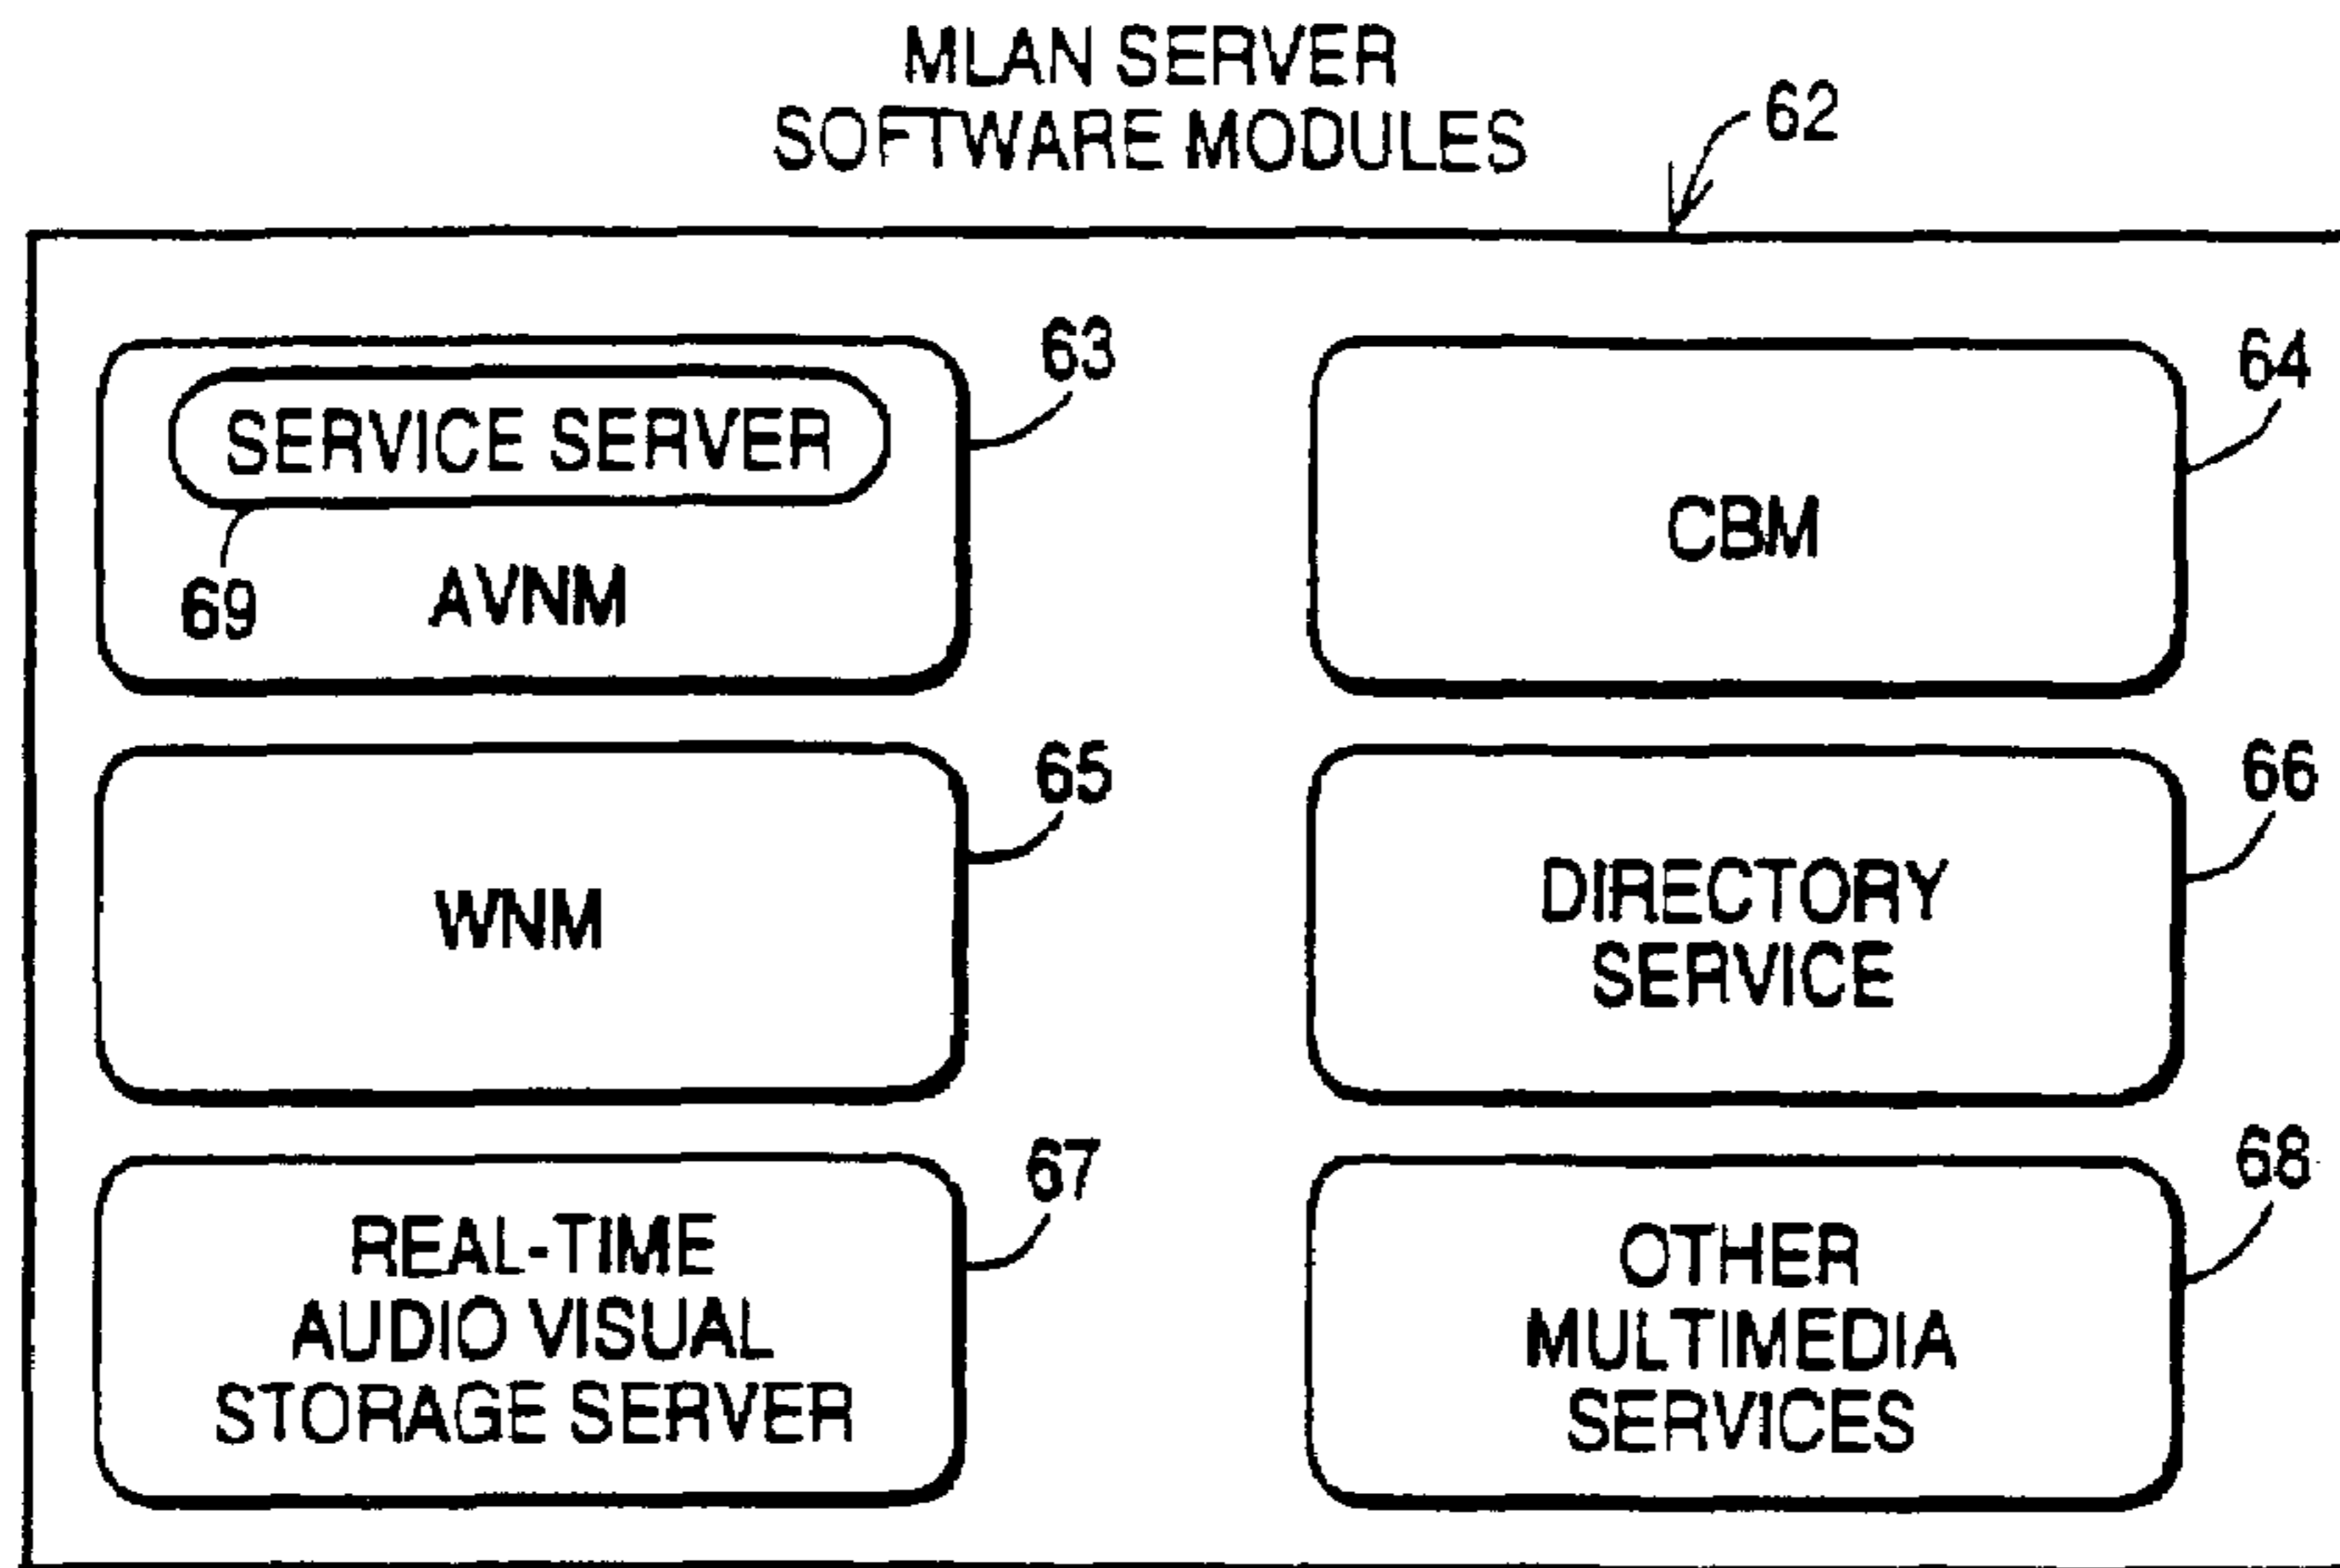 MLAN SERVER
SOFTWARE MODULES
62
63
SERVICE SERVER
69
AVNM
64
CBM
65
WNM
66
DIRECTORY
SERVICE
67
REAL-TIME
AUDIO VISUAL
STORAGE SERVER
68
OTHER
MULTIMEDIA
SERVICES